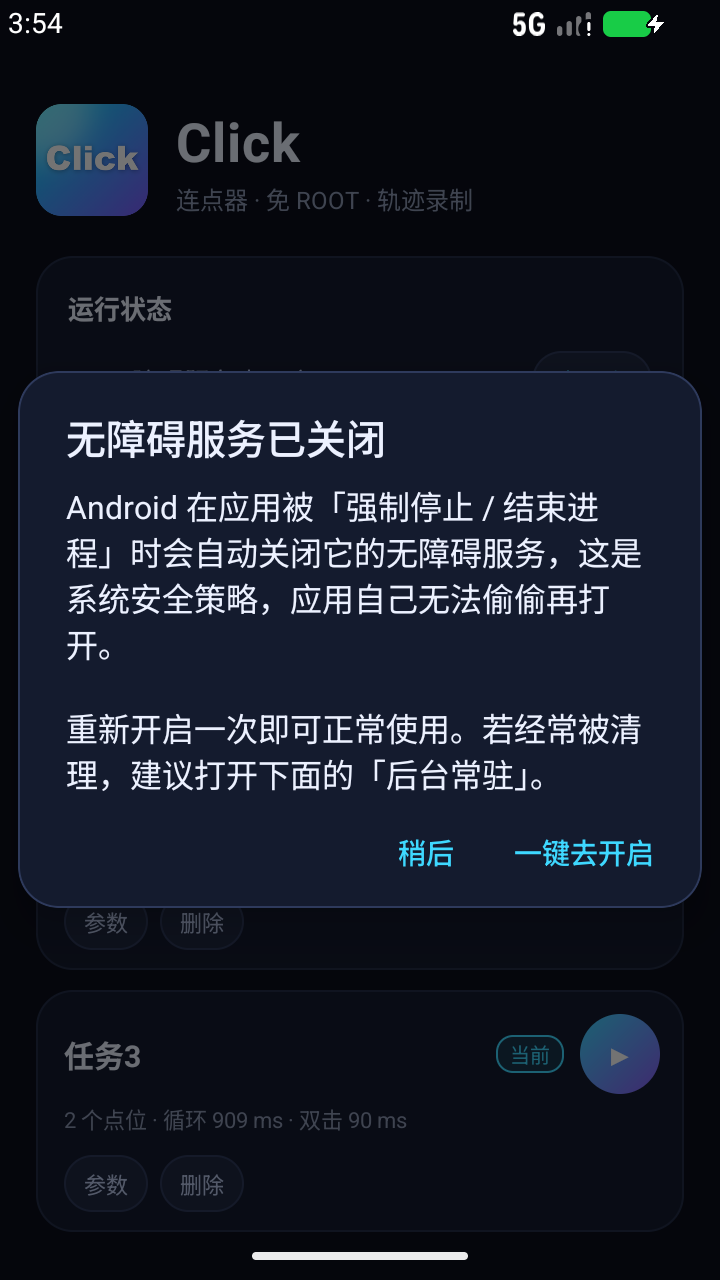 3:54
5G
Click
Click
连点器 · 免 ROOT · 轨迹录制
运行状态
无障碍服务已关闭
Android 在应用被「强制停止 / 结束进
程」时会自动关闭它的无障碍服务，这是
系统安全策略，应用自己无法偷偷再打
开。
重新开启一次即可正常使用。若经常被清
理，建议打开下面的「后台常驻」。
稍后
一键去开启
参数
删除
任务3
当前
2 个点位 · 循环 909 ms · 双击 90 ms
参数
删除